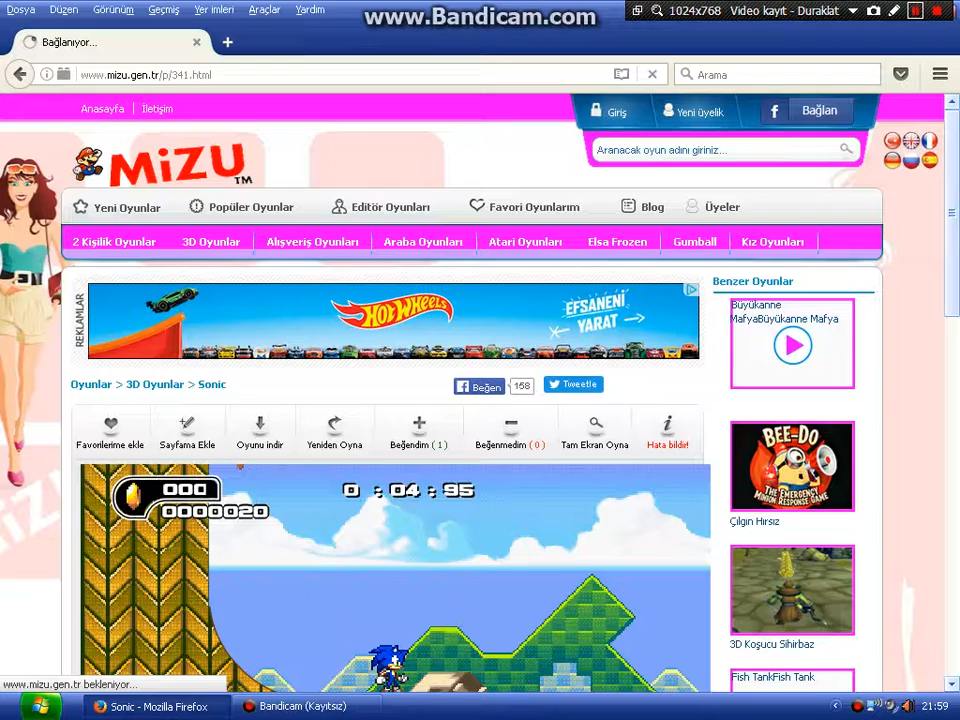 Dosya Düzen Görünüm Geçmiş Yer imleri Araçlar Yardım
www.Bandicam.com
1024x768 Video kayıt - Duraklat
Bağlanıyor...
www.mizu.gen.tr/p/341.html
Arama
Anasayfa İletişim
Giriş Yeni üyelik f Bağlan
Aranacak oyun adını giriniz...
MiZU TM
Yeni Oyunlar Popüler Oyunlar Editör Oyunları Favori Oyunlarım Blog Üyeler
2 Kişilik Oyunlar 3D Oyunlar Alışveriş Oyunları Araba Oyunları Atari Oyunları Elsa Frozen Gumball Kız Oyunları
Benzer Oyunlar
REKLAMLAR
HOT WHEELS
EFSANENİ
YARAT
Büyükanne
MafyaBüyükanne Mafya
Oyunlar > 3D Oyunlar > Sonic
Beğen 158 Tweetle
Favorilerime ekle Sayfama Ekle Oyunu indir Yeniden Oyna Beğendim ( 1 ) Beğenmedim ( 0 ) Tam Ekran Oyna Hata bildir!
BEE-DO
THE EMERGENCY
MINION RESPONSE GAME
Çılgın Hırsız
000
0000020
0 : 04 : 95
3D Koşucu Sihirbaz
Fish TankFish Tank
www.mizu.gen.tr bekleniyor...
Sonic - Mozilla Firefox
Bandicam (Kayıtsız)
21:59